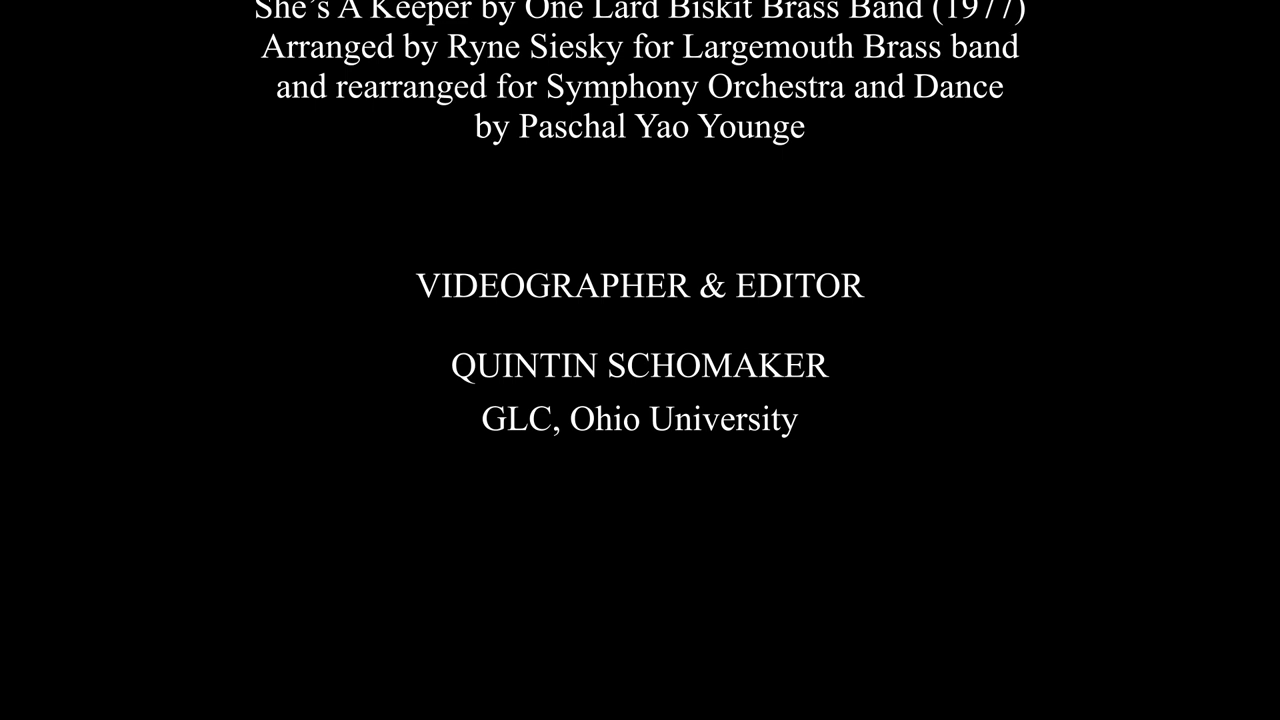 She’s A Keeper by One Lard Biskit Brass Band (1977)
Arranged by Ryne Siesky for Largemouth Brass band
and rearranged for Symphony Orchestra and Dance
by Paschal Yao Younge
VIDEOGRAPHER & EDITOR
QUINTIN SCHOMAKER
GLC, Ohio University